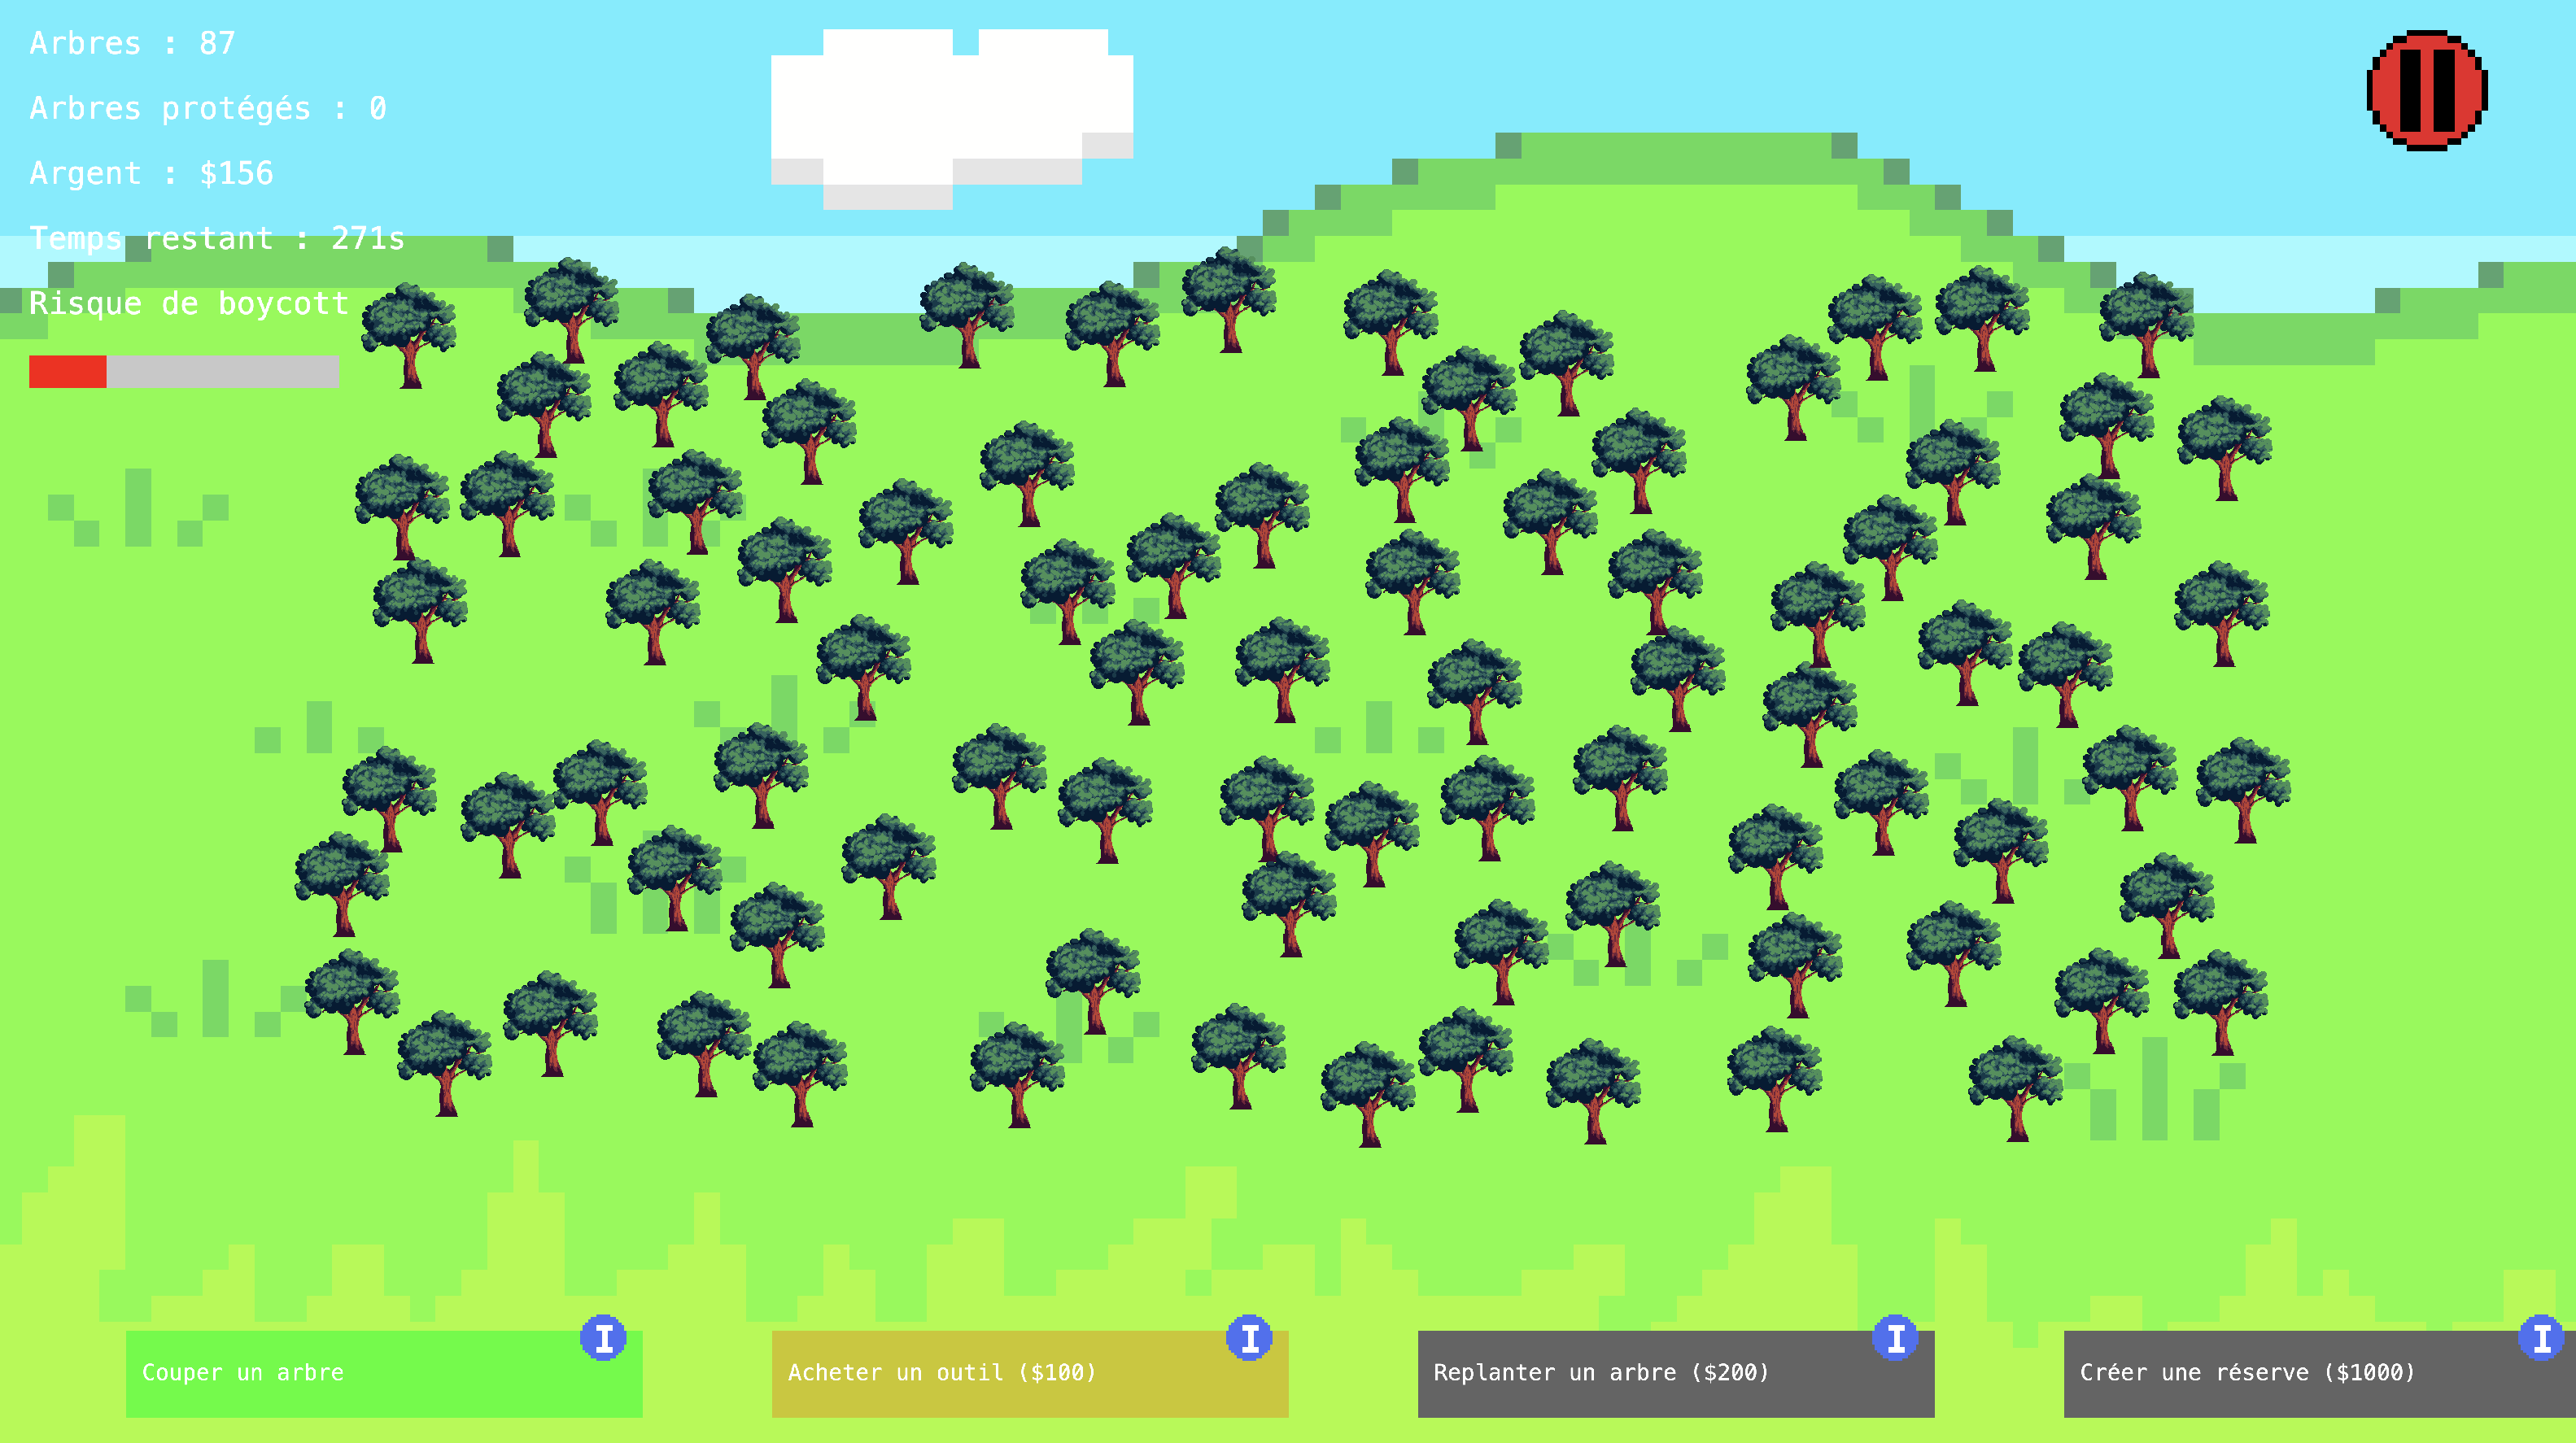 Arbres : 87
Arbres protégés : 0
Argent : $156
Temps restant : 271s
Risque de boycott
I
I
I
I
Couper un arbre
Acheter un outil ($100)
Replanter un arbre ($200)
Créer une réserve ($1000)